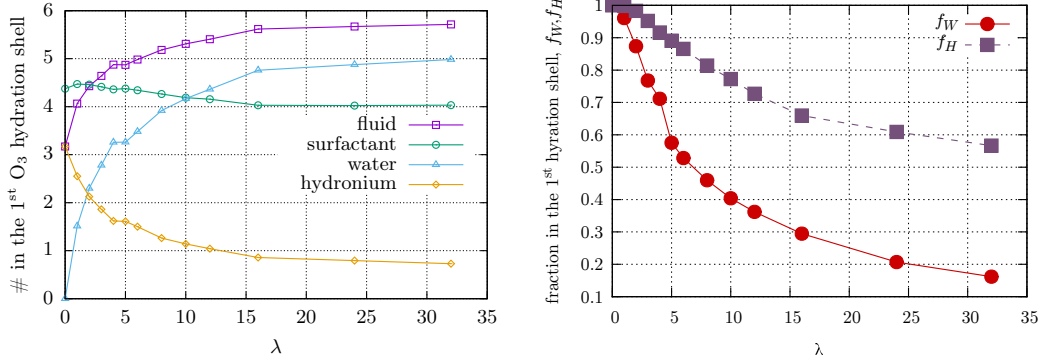 # in the 1st O3 hydration shell
6
5
4
3
2
1
0
0 5 10 15 20 25 30 35
λ
fluid
surfactant
water
hydronium
fraction in the 1st hyration shell, fW,fH
1
0.9
0.8
0.7
0.6
0.5
0.4
0.3
0.2
0.1
0 5 10 15 20 25 30 35
λ
fW
fH